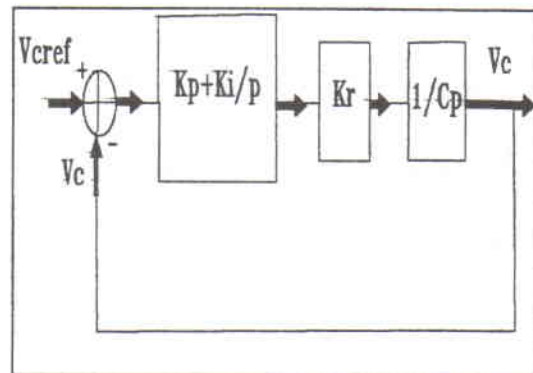 Vcref
+
-
Vc
Kp+Ki/p
Kr
1/Cp
Vc